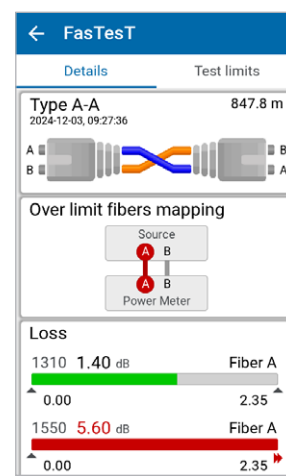 ← FasTesT
Details Test limits
Type A-A 847.8 m
2024-12-03, 09:27:36
A B
B A
Over limit fibers mapping
Source
A B
A B
Power Meter
Loss
1310 1.40 dB Fiber A
0.00 2.35
1550 5.60 dB Fiber A
0.00 2.35